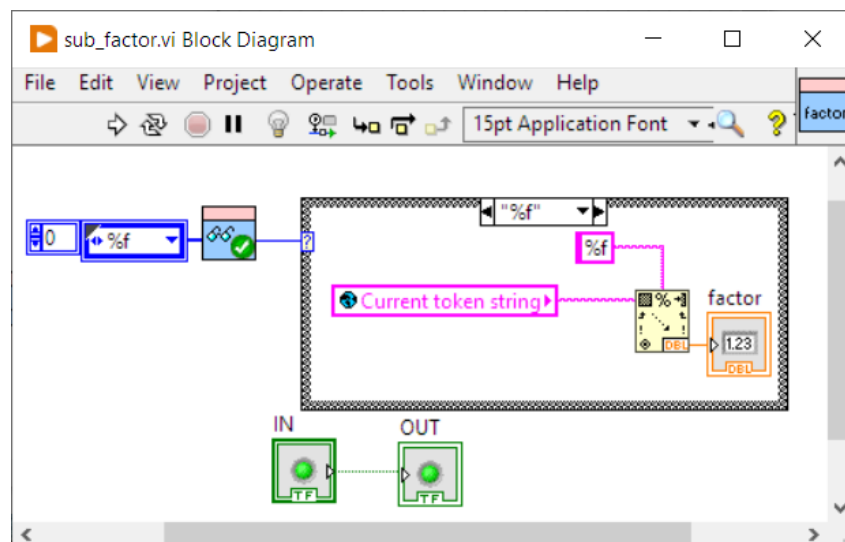 sub_factor.vi Block Diagram
File Edit View Project Operate Tools Window Help
15pt Application Font
factor
"%f"
0
%f
%f
Current token string
factor
%
DBL
1.23
DBL
IN
OUT
TF
TF
?